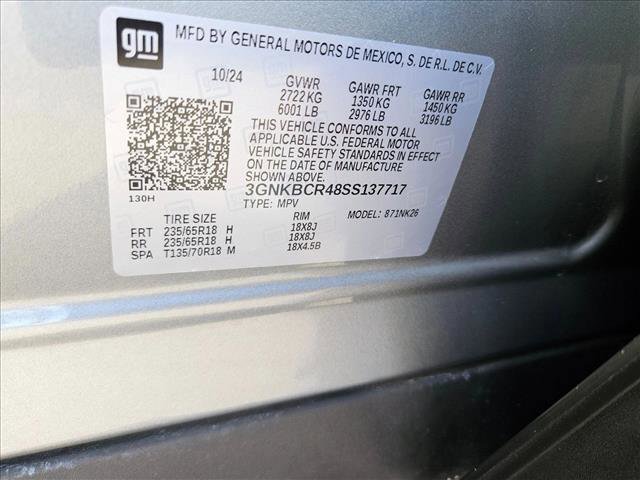 gm
MFD BY GENERAL MOTORS DE MEXICO, S. DE R.L. DE C.V.
10/24 GVWR GAWR FRT GAWR RR
2722 KG 1350 KG 1450 KG
6001 LB 2976 LB 3196 LB
THIS VEHICLE CONFORMS TO ALL
APPLICABLE U.S. FEDERAL MOTOR
VEHICLE SAFETY STANDARDS IN EFFECT
ON THE DATE OF MANUFACTURE
SHOWN ABOVE.
130H 3GNKBCR48SS137717
TYPE: MPV MODEL: 871NK26
TIRE SIZE RIM
FRT 235/65R18 H 18X8J
RR 235/65R18 H 18X8J
SPA T135/70R18 M 18X4.5B